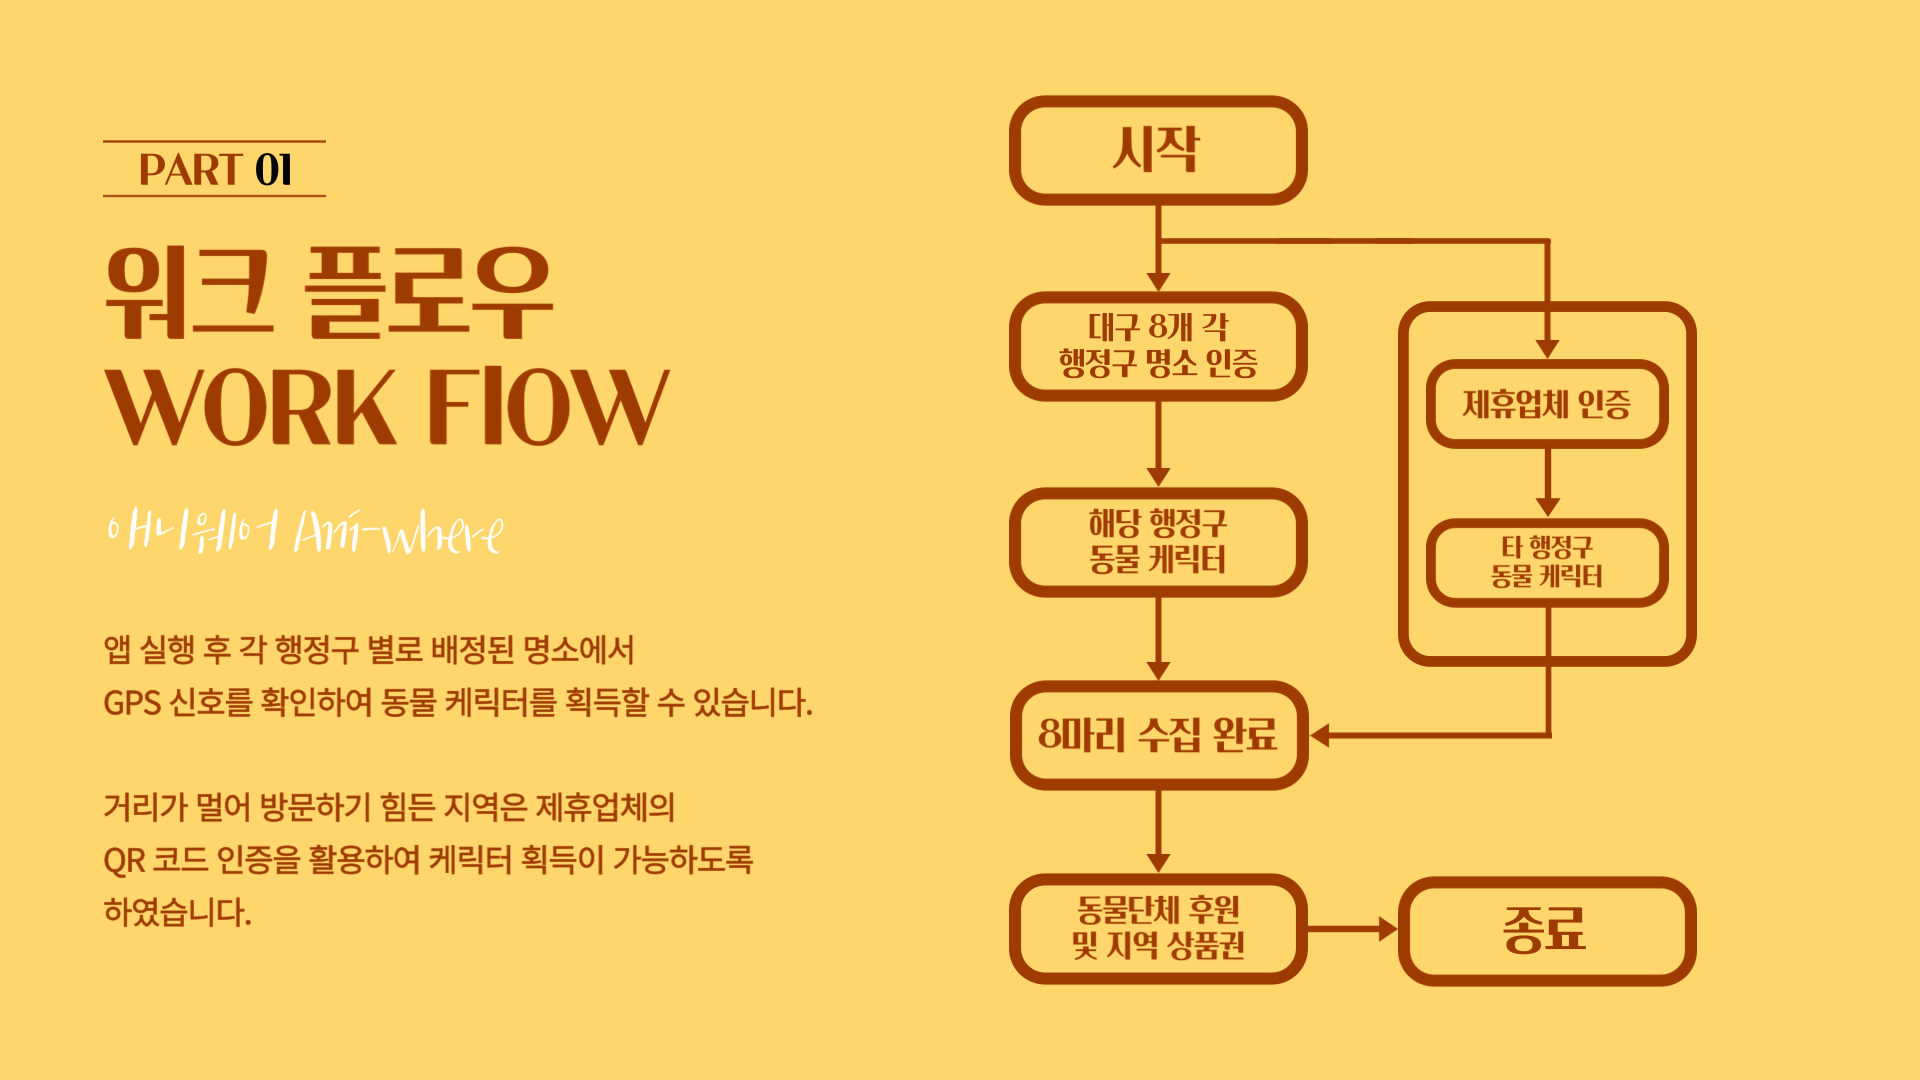 PART 01
워크 플로우
WORK FlOW
애니웨어 Ani-where
앱 실행 후 각 행정구 별로 배정된 명소에서
GPS 신호를 확인하여 동물 케릭터를 획득할 수 있습니다.
거리가 멀어 방문하기 힘든 지역은 제휴업체의
QR 코드 인증을 활용하여 케릭터 획득이 가능하도록
하였습니다.
시작
대구 8개 각
행정구 명소 인증
제휴업체 인증
해당 행정구
동물 케릭터
타 행정구
동물 케릭터
8마리 수집 완료
동물단체 후원
및 지역 상품권
종료